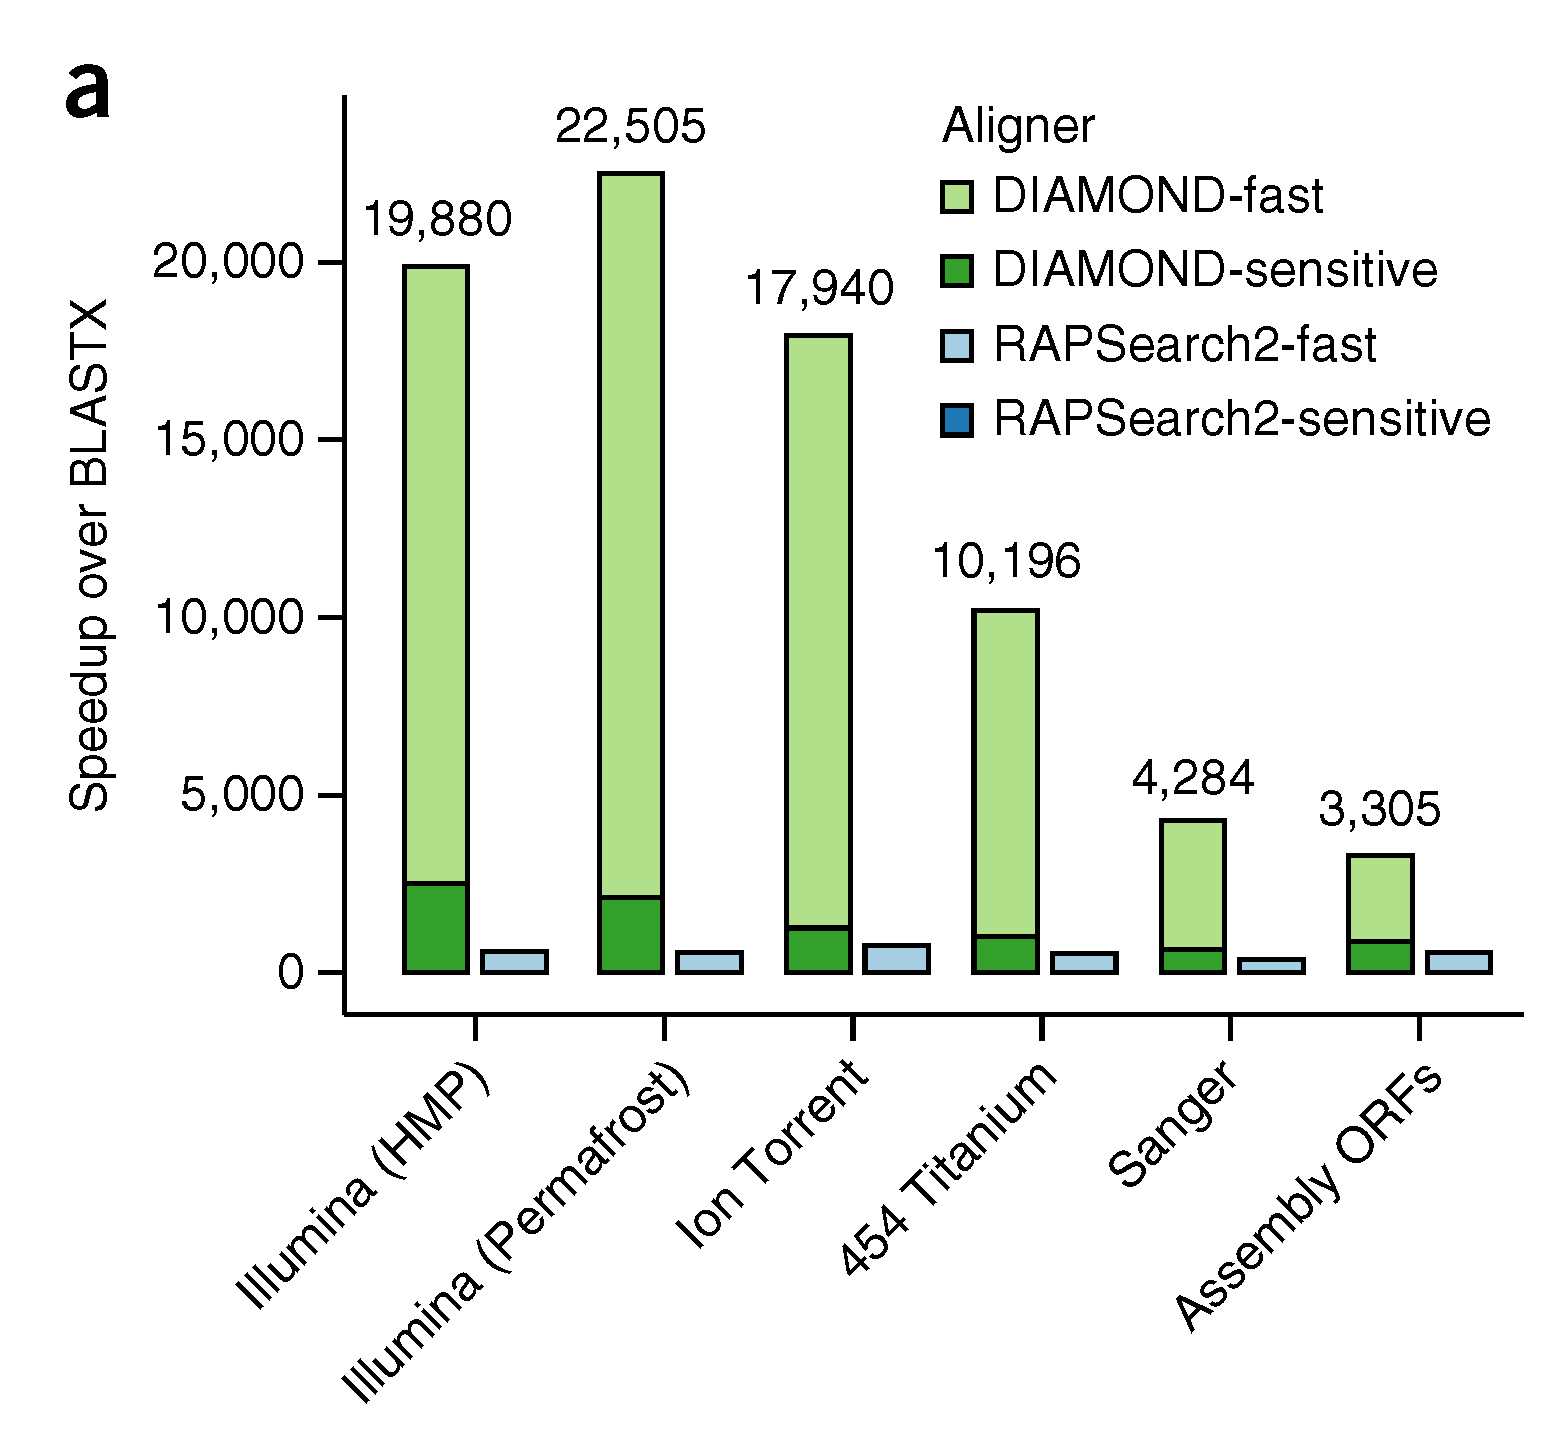 a
22,505
19,880
17,940
10,196
4,284
3,305
Aligner
DIAMOND-fast
DIAMOND-sensitive
RAPSearch2-fast
RAPSearch2-sensitive
Speedup over BLASTX
20,000
15,000
10,000
5,000
0
Illumina (HMP)
Illumina (Permafrost)
Ion Torrent
454 Titanium
Sanger
Assembly ORFs